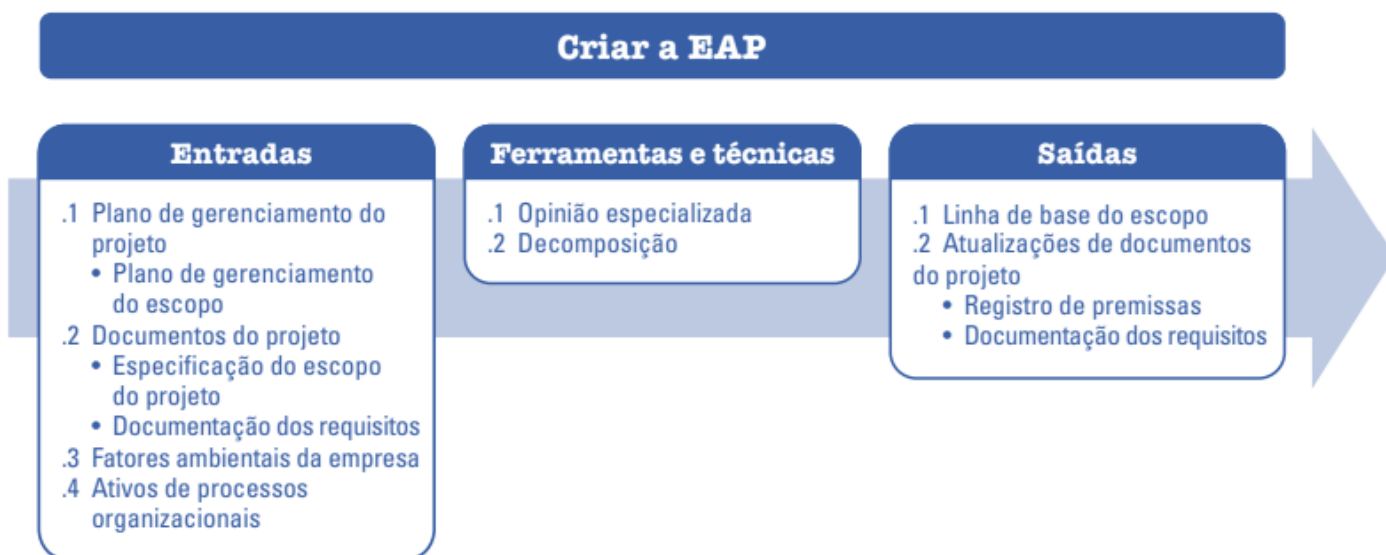 Criar a EAP
Entradas
.1 Plano de gerenciamento do
projeto
• Plano de gerenciamento
do escopo
.2 Documentos do projeto
• Especificação do escopo
do projeto
• Documentação dos requisitos
.3 Fatores ambientais da empresa
.4 Ativos de processos
organizacionais
Ferramentas e técnicas
.1 Opinião especializada
.2 Decomposição
Saídas
.1 Linha de base do escopo
.2 Atualizações de documentos
do projeto
• Registro de premissas
• Documentação dos requisitos